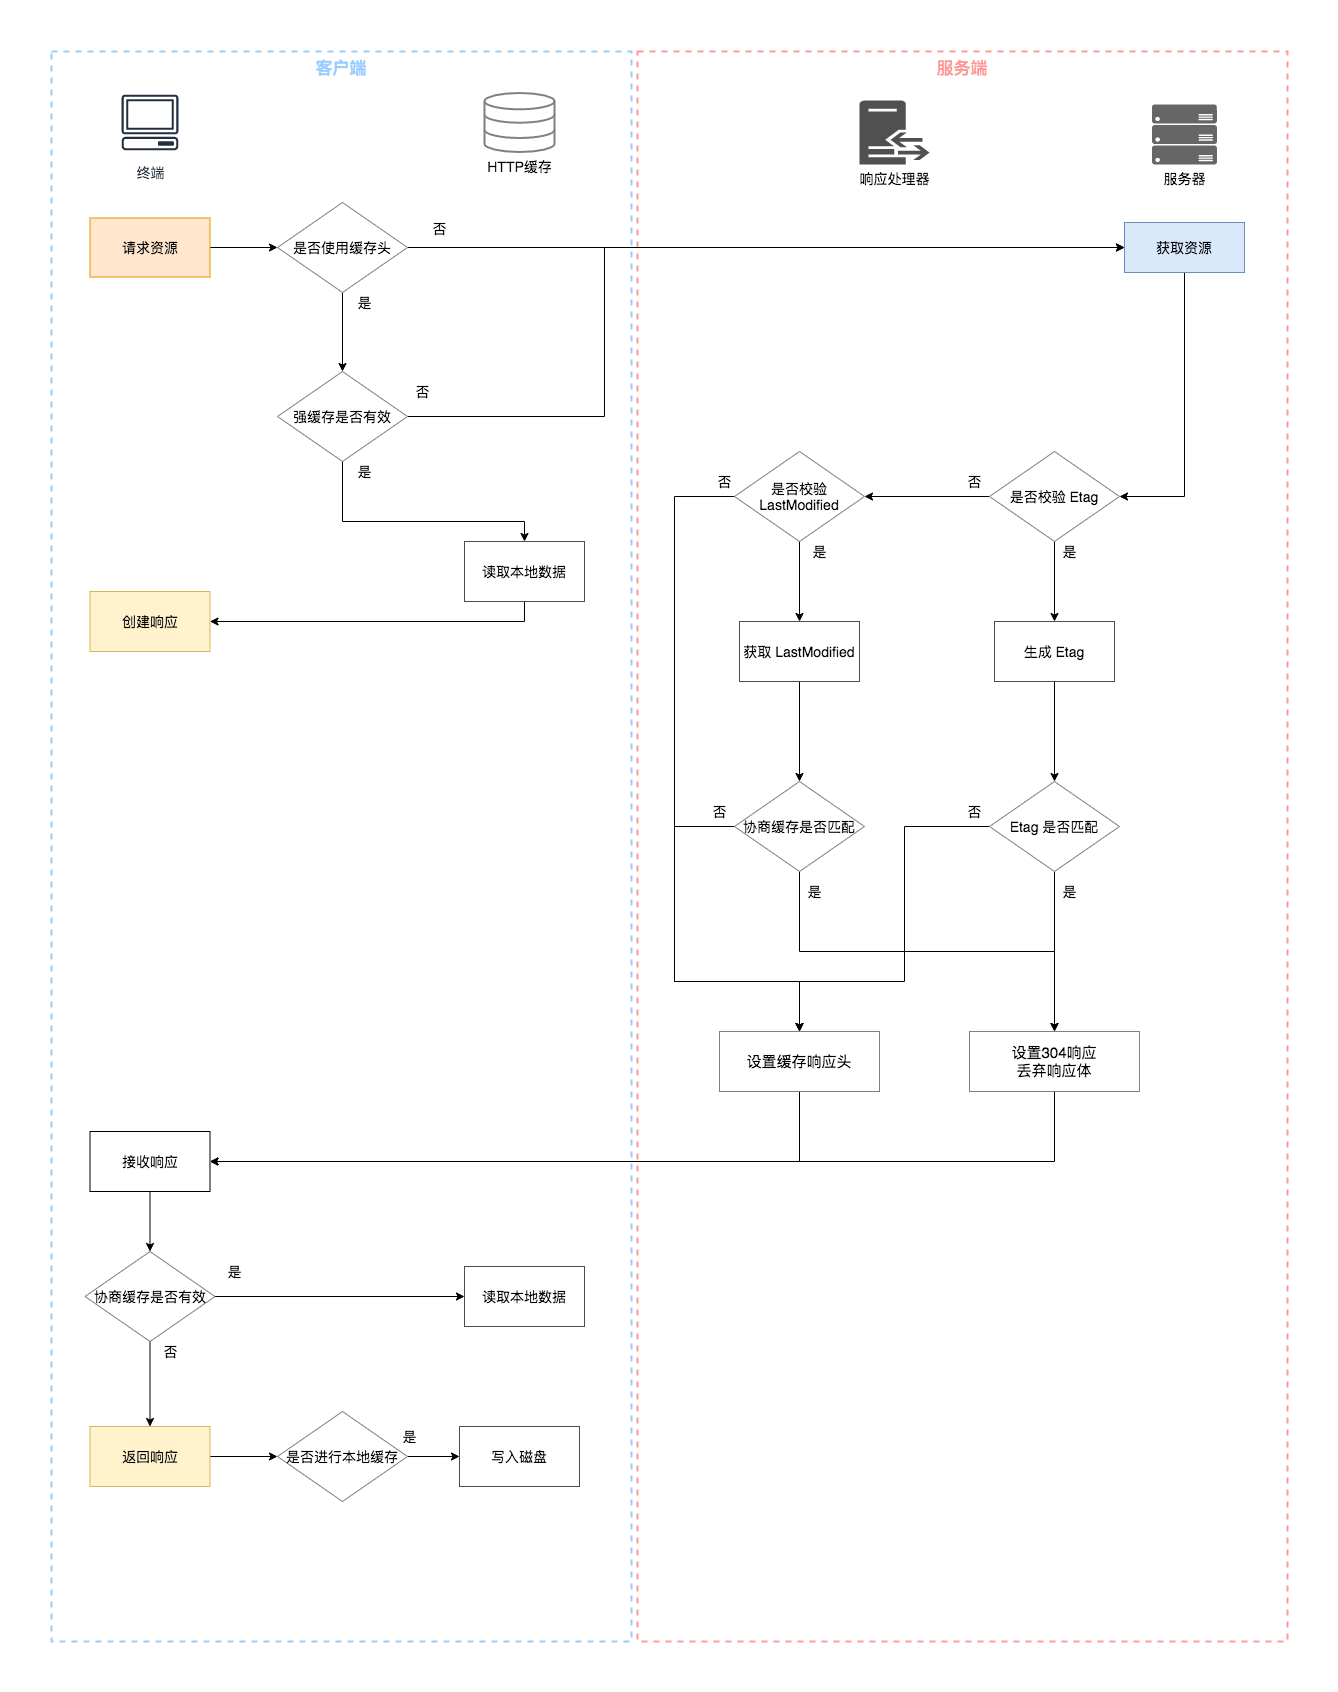 客户端
服务端
终端
HTTP缓存
响应处理器
服务器
请求资源
是否使用缓存头
否
获取资源
是
强缓存是否有效
否
是
是否校验
LastModified
否
是否校验 Etag
否
是
是
读取本地数据
创建响应
获取 LastModified
生成 Etag
协商缓存是否匹配
否
Etag 是否匹配
否
是
是
设置缓存响应头
设置304响应
丢弃响应体
接收响应
协商缓存是否有效
是
读取本地数据
否
返回响应
是否进行本地缓存
是
写入磁盘